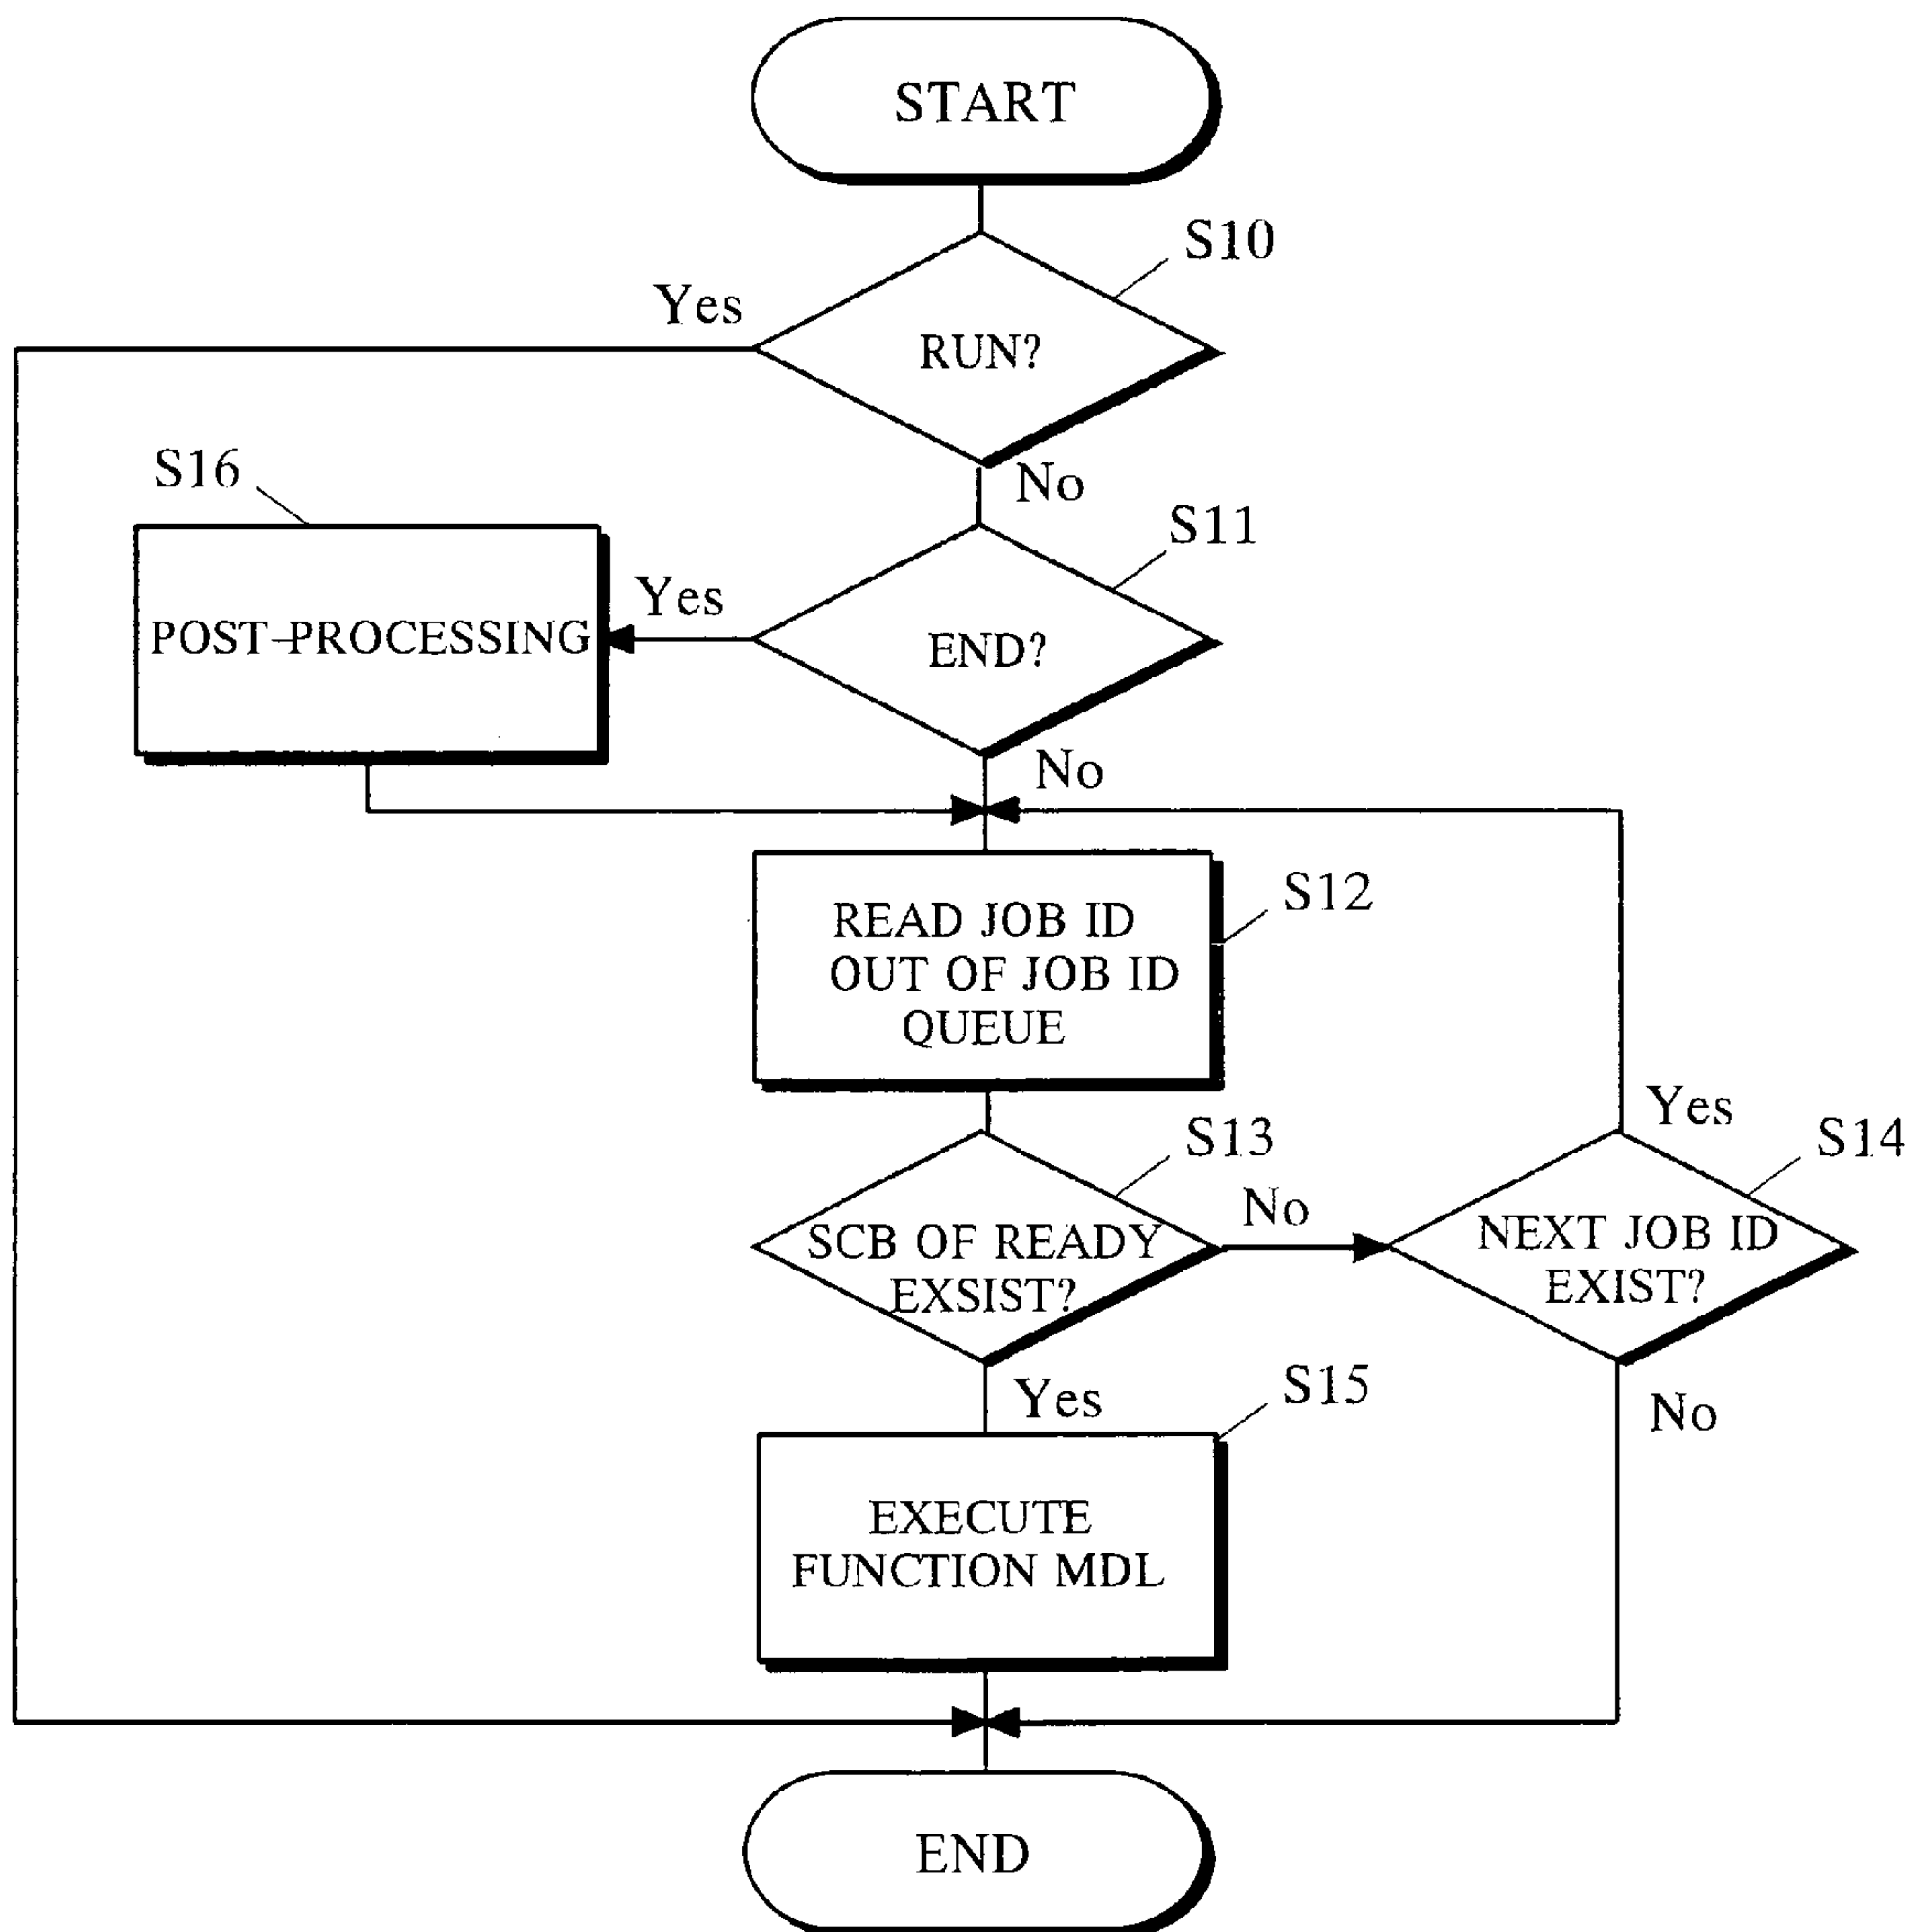 START
S10
Yes
RUN?
No
S16
S11
Yes
POST-PROCESSING
END?
No
S12
READ JOB ID
OUT OF JOB ID
QUEUE
Yes
S13
S14
No
SCB OF READY
EXSIST?
NEXT JOB ID
EXIST?
Yes
S15
No
EXECUTE
FUNCTION MDL
END